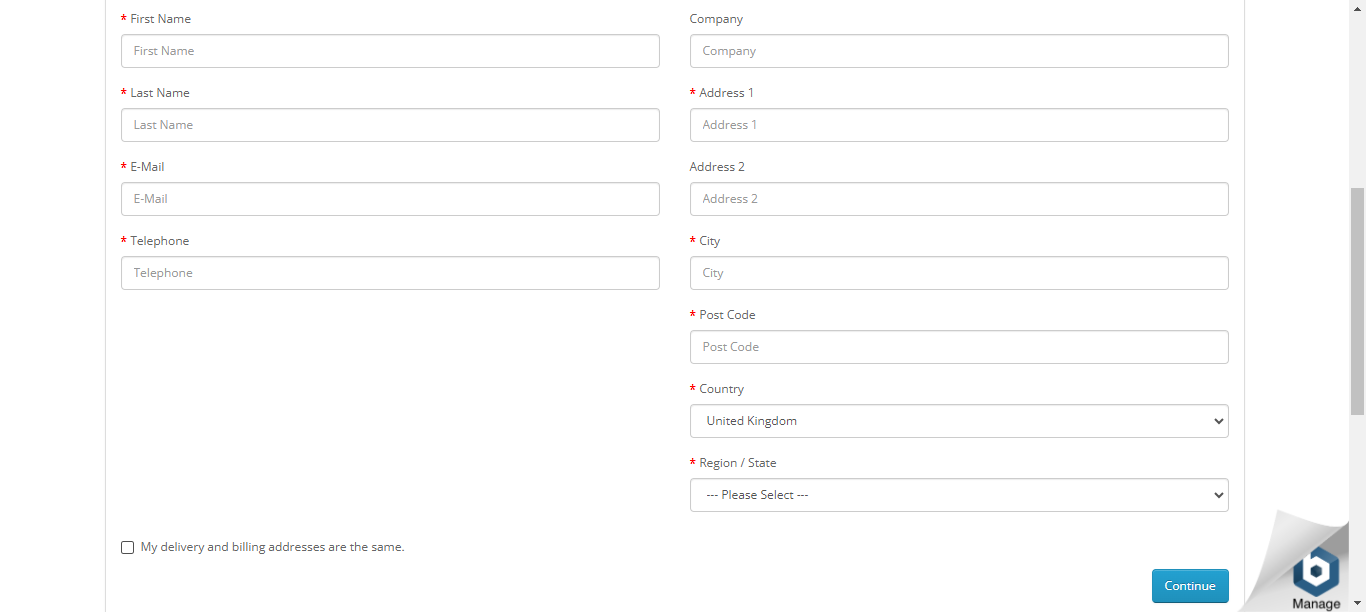 * First Name
First Name
* Last Name
Last Name
* E-Mail
E-Mail
* Telephone
Telephone
Company
Company
* Address 1
Address 1
Address 2
Address 2
* City
City
* Post Code
Post Code
* Country
United Kingdom
* Region / State
--- Please Select ---
My delivery and billing addresses are the same.
Continue
b
Manage